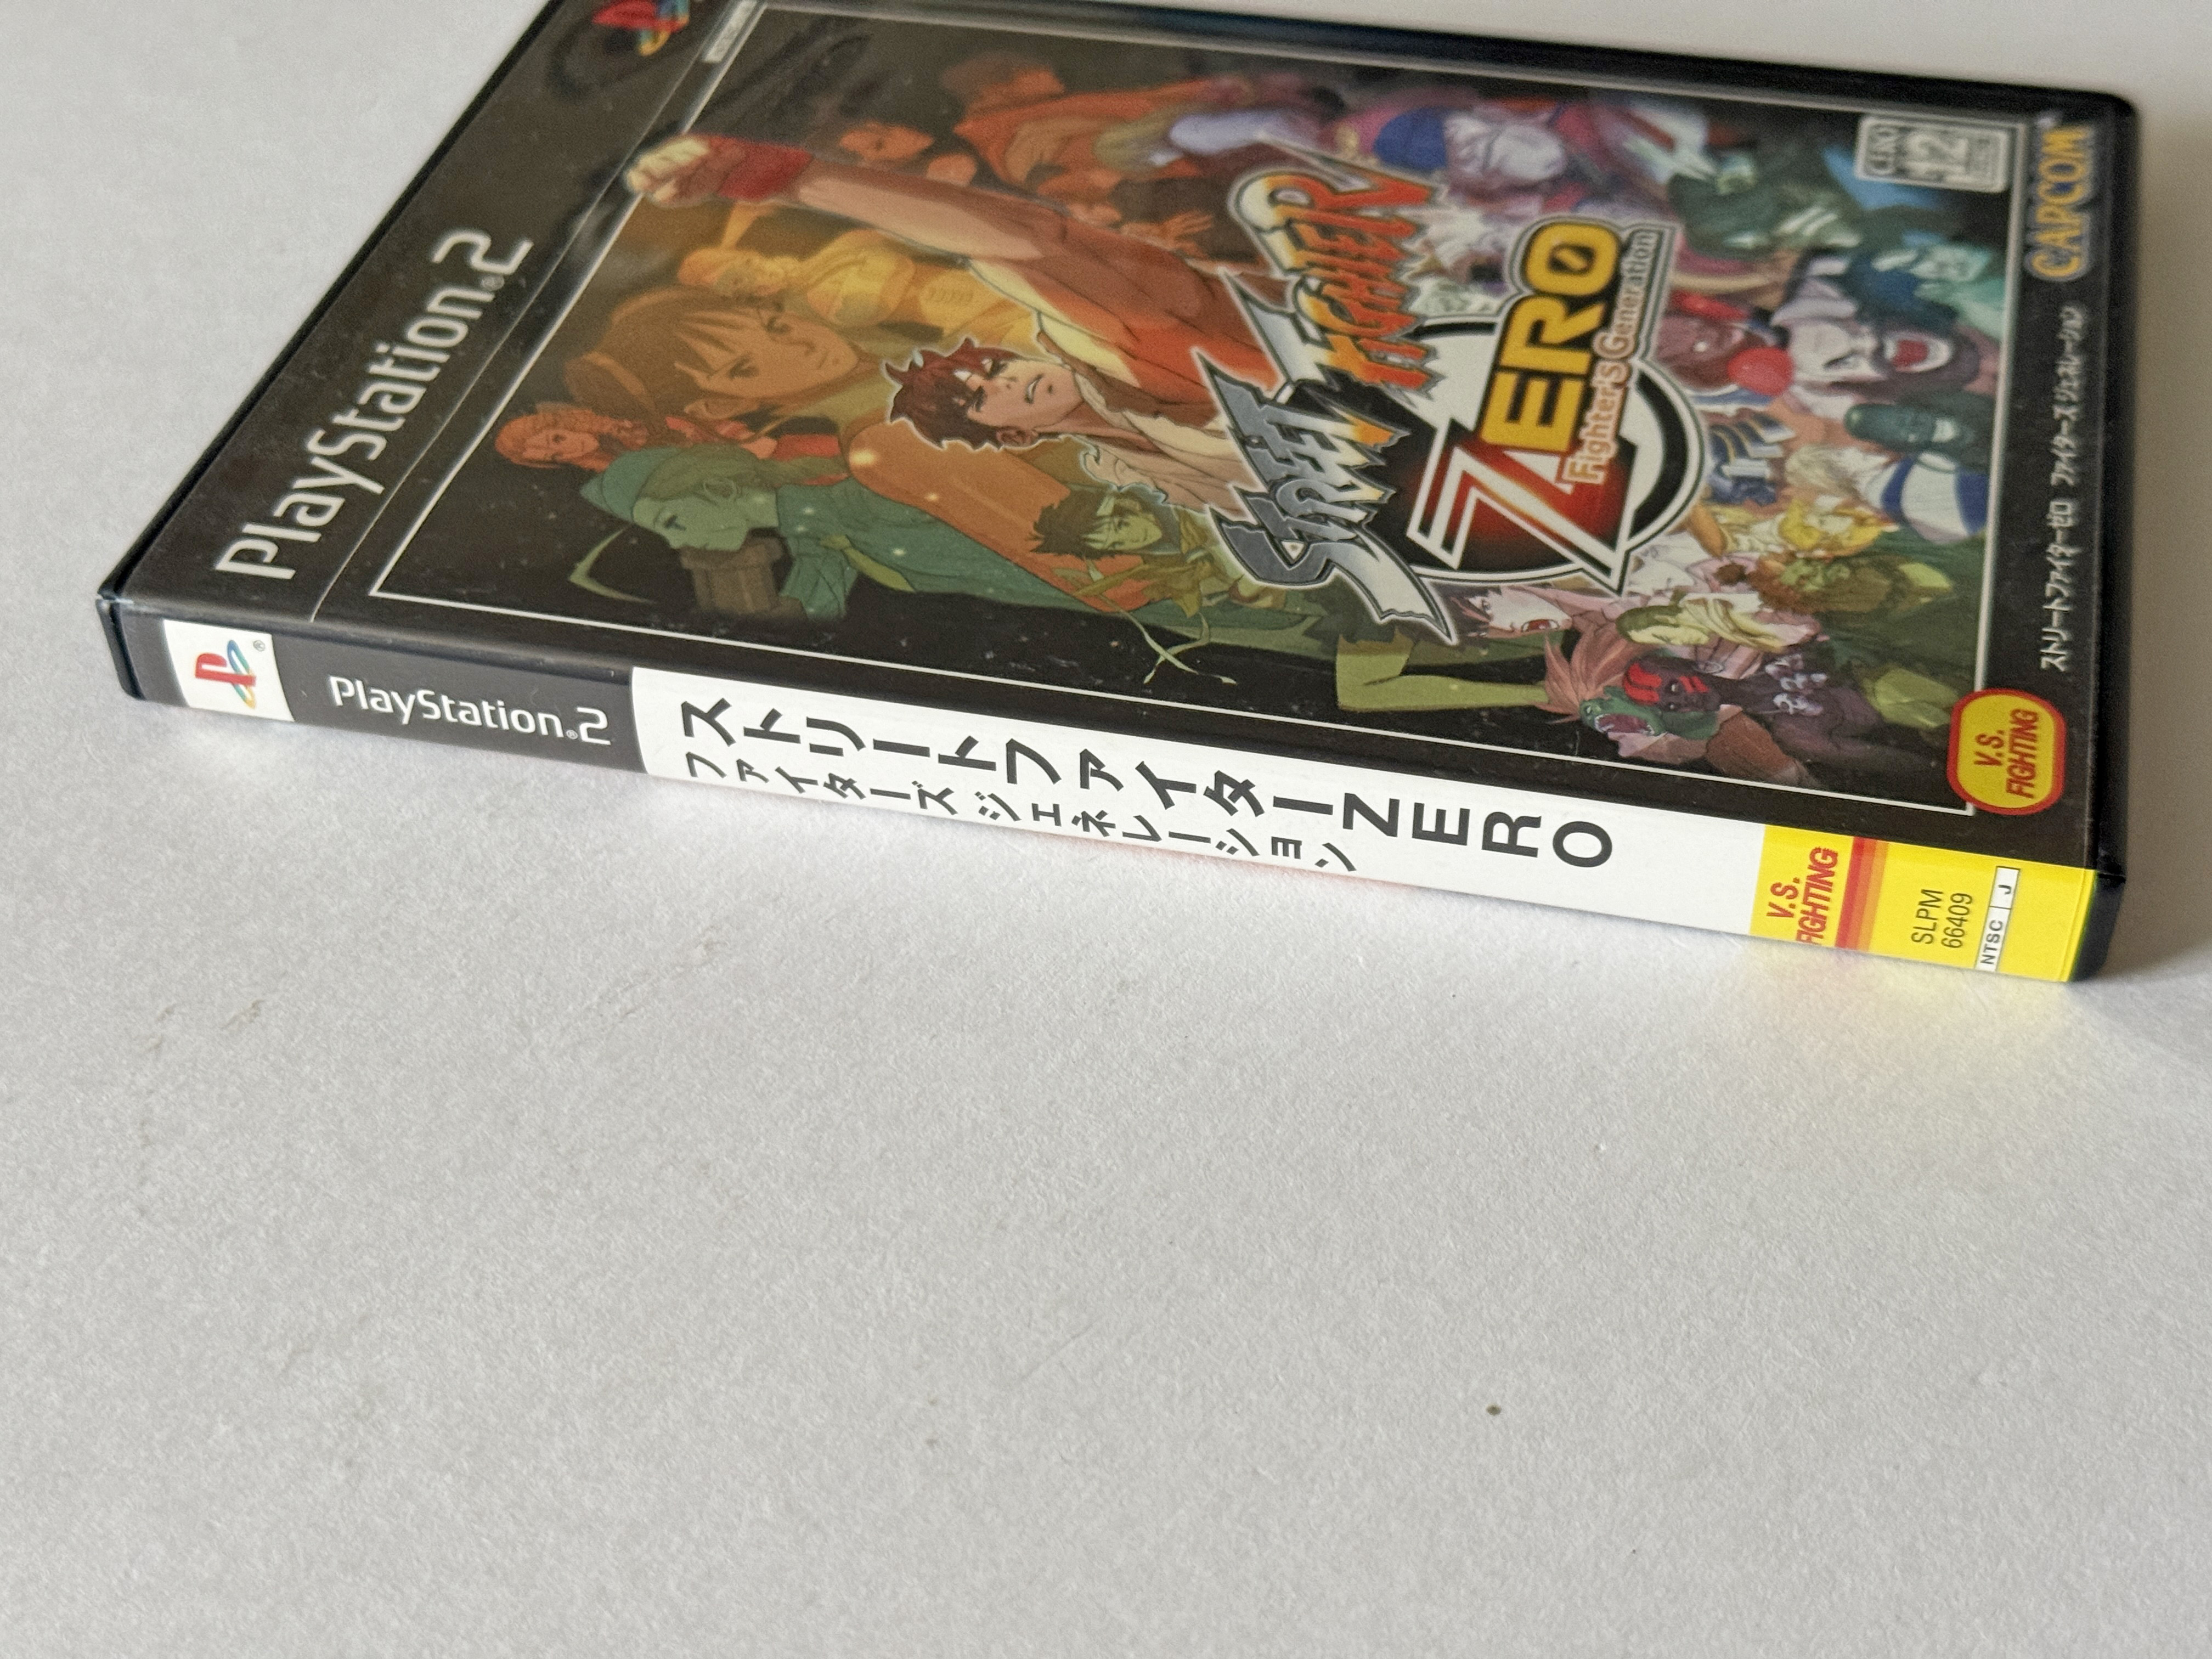 PlayStation®2
STREET FIGHTER
ZERO
Fighter's Generation
CERO
12
CAPCOM
ストリートファイターゼロ ファイターズ ジェネレーション
V.S.
FIGHTING
PlayStation®2
ストリートファイターZERO
ファイターズ ジェネレーション
V.S.
FIGHTING
SLPM
66409
NTSC J